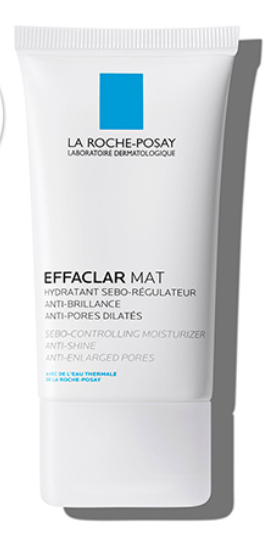 LA ROCHE-POSAY
LABORATOIRE DERMATOLOGIQUE
EFFACLAR MAT
HYDRATANT SEBO-RÉGULATEUR
ANTI-BRILLANCE
ANTI-PORES DILATÉS
SEBO-CONTROLLING MOISTURIZER
ANTI-SHINE
ANTI-ENLARGED PORES
AVEC DE L'EAU THERMALE
DE LA ROCHE-POSAY